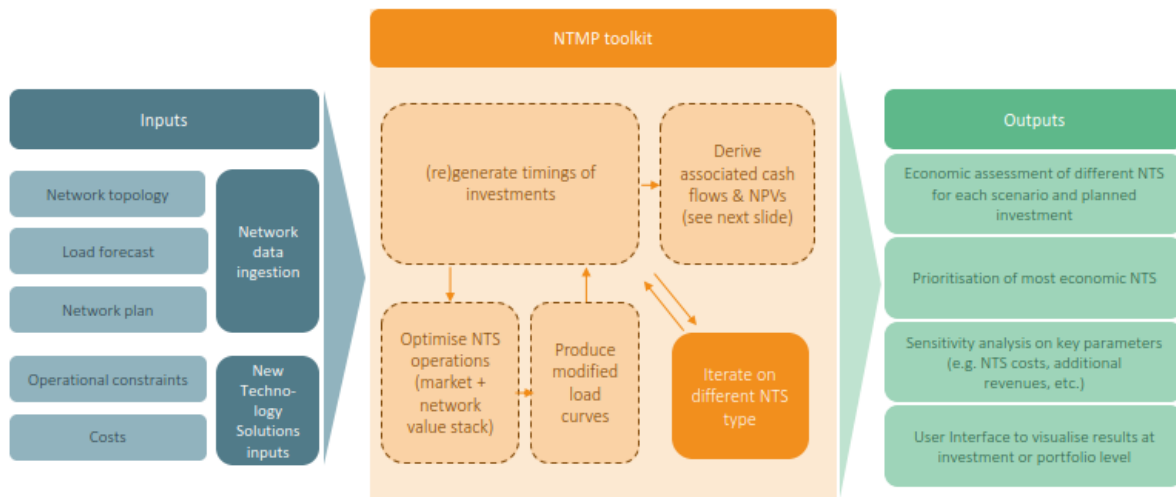 NTMP toolkit
Inputs
Network topology
Load forecast
Network plan
Operational constraints
Costs
Network
data
ingestion
New
Techno-
logy
Solutions
inputs
(re)generate timings of
investments
Derive
associated cash
flows & NPVs
(see next slide)
Optimise NTS
operations
(market +
network
value stack)
Produce
modified
load
curves
Iterate on
different NTS
type
Outputs
Economic assessment of different NTS
for each scenario and planned
investment
Prioritisation of most economic NTS
Sensitivity analysis on key parameters
(e.g. NTS costs, additional
revenues, etc.)
User Interface to visualise results at
investment or portfolio level